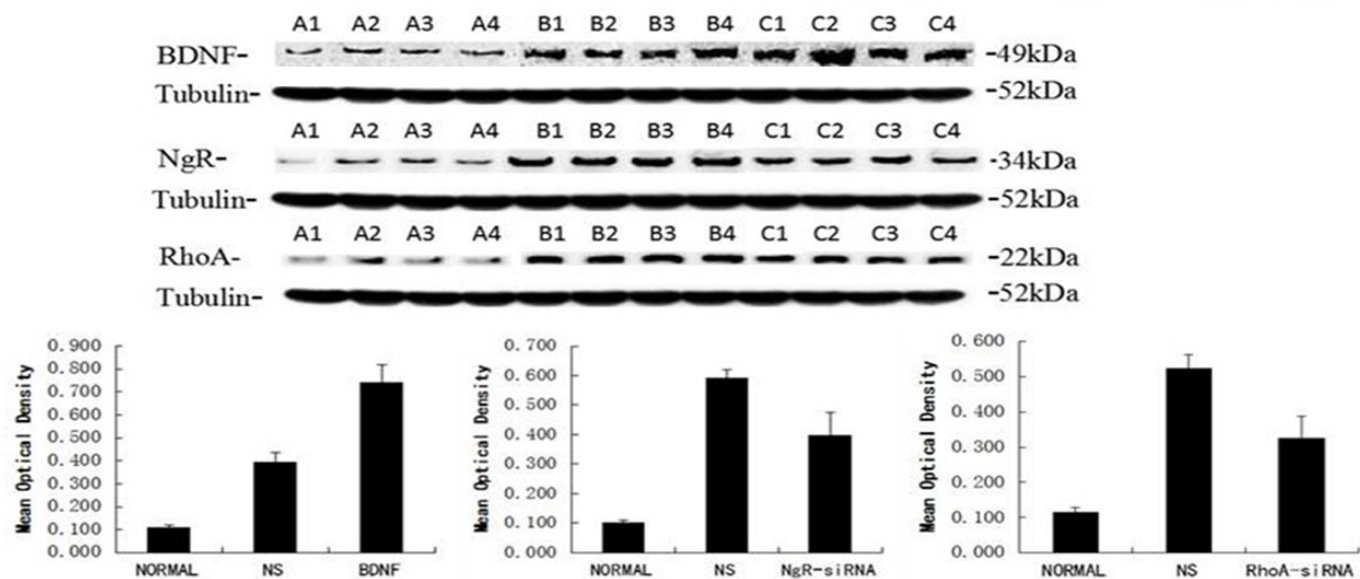 A1 A2 A3 A4 B1 B2 B3 B4 C1 C2 C3 C4
BDNF- -49kDa
Tubulin- -52kDa
A1 A2 A3 A4 B1 B2 B3 B4 C1 C2 C3 C4
NgR- -34kDa
Tubulin- -52kDa
A1 A2 A3 A4 B1 B2 B3 B4 C1 C2 C3 C4
RhoA- -22kDa
Tubulin- -52kDa
Mean Optical Density
0.900
0.800
0.700
0.600
0.500
0.400
0.300
0.200
0.100
0.000
NORMAL NS BDNF
Mean Optical Density
0.700
0.600
0.500
0.400
0.300
0.200
0.100
0.000
NORMAL NS NgR-siRNA
Mean Optical Density
0.600
0.500
0.400
0.300
0.200
0.100
0.000
NORMAL NS RhoA-siRNA